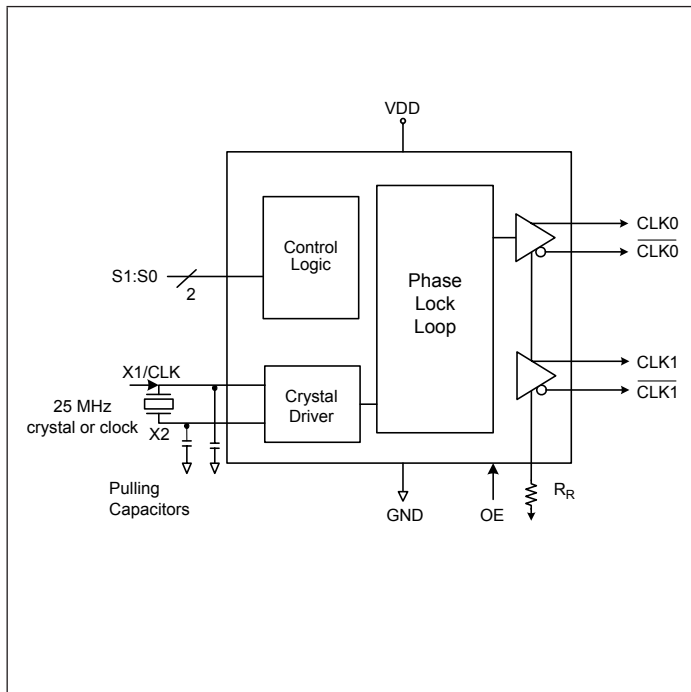 VDD
Control
Logic
S1:S0
2
Phase
Lock
Loop
CLK0
CLK0
CLK1
CLK1
X1/CLK
25 MHz
crystal or clock
X2
Crystal
Driver
Pulling
Capacitors
GND
OE
RR